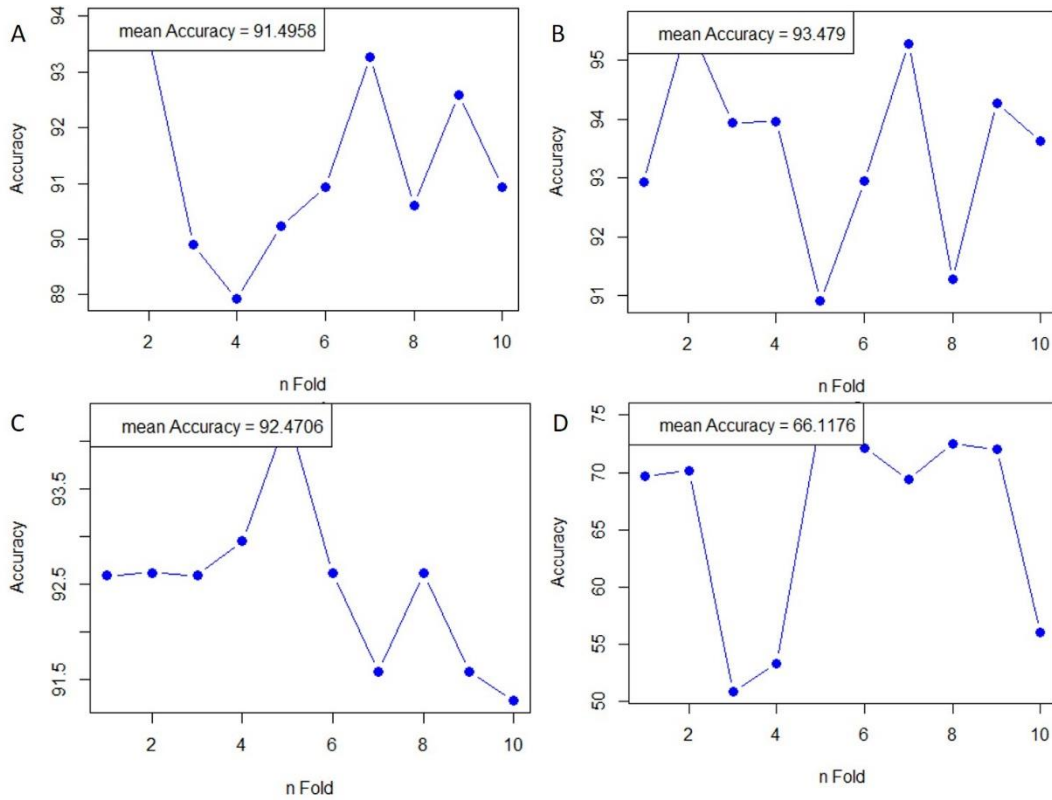 A
mean Accuracy = 91.4958
Accuracy
94
93
92
91
90
89
2 4 6 8 10
n Fold
B
mean Accuracy = 93.479
Accuracy
95
94
93
92
91
2 4 6 8 10
n Fold
C
mean Accuracy = 92.4706
Accuracy
93.5
92.5
91.5
2 4 6 8 10
n Fold
D
mean Accuracy = 66.1176
Accuracy
75
70
65
60
55
50
2 4 6 8 10
n Fold